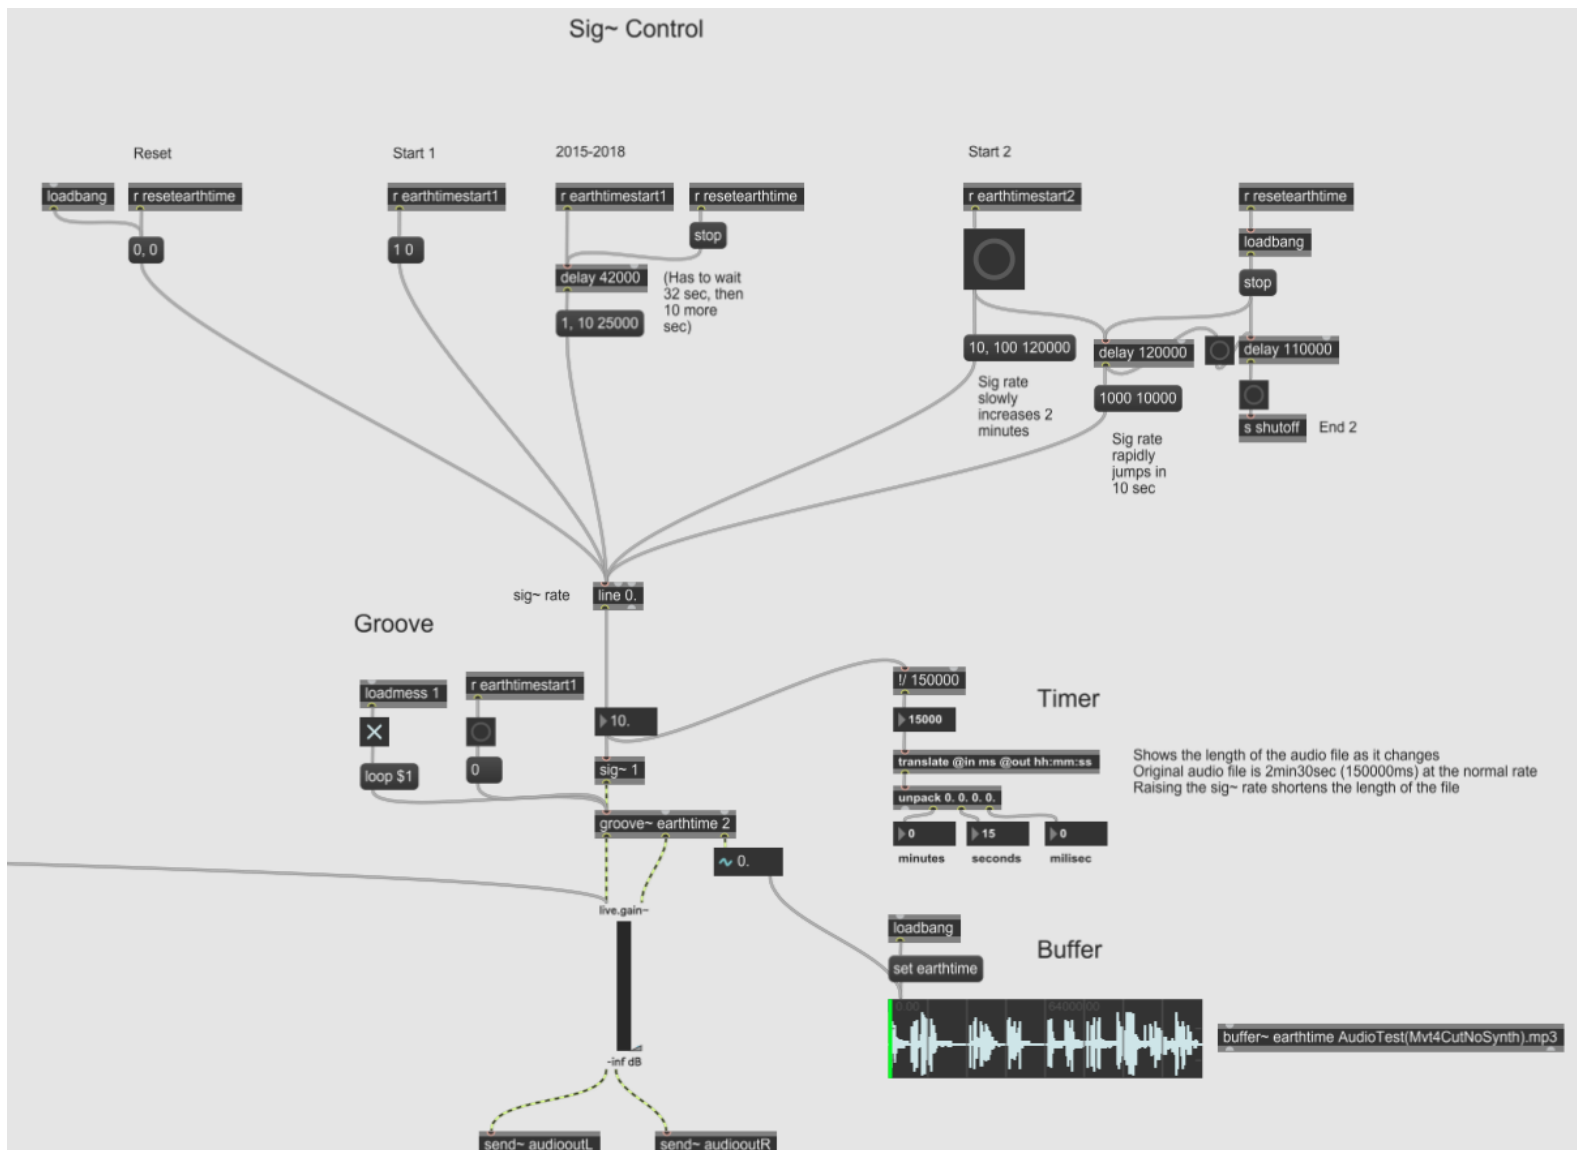 Sig~ Control
Reset
Start 1
2015-2018
Start 2
loadbang
r resetearthtime
r earthtimestart1
r earthtimestart1
r resetearthtime
r earthtimestart2
r resetearthtime
0, 0
1 0
stop
loadbang
delay 42000
(Has to wait
32 sec, then
10 more
sec)
stop
1, 10 25000
10, 100 120000
delay 120000
delay 110000
Sig rate
slowly
increases 2
minutes
1000 10000
s shutoff
End 2
Sig rate
rapidly
jumps in
10 sec
sig~ rate
line 0.
Groove
loadmess 1
r earthtimestart1
!/ 150000
Timer
10.
15000
loop $1
0
sig~ 1
translate @in ms @out hh:mm:ss
Shows the length of the audio file as it changes
Original audio file is 2min30sec (150000ms) at the normal rate
Raising the sig~ rate shortens the length of the file
unpack 0. 0. 0. 0.
groove~ earthtime 2
0
15
0
minutes
seconds
milisec
0.
live.gain~
loadbang
Buffer
set earthtime
0.00
buffer~ earthtime AudioTest(Mvt4CutNoSynth).mp3
-inf dB
send~ audiooutL
send~ audiooutR